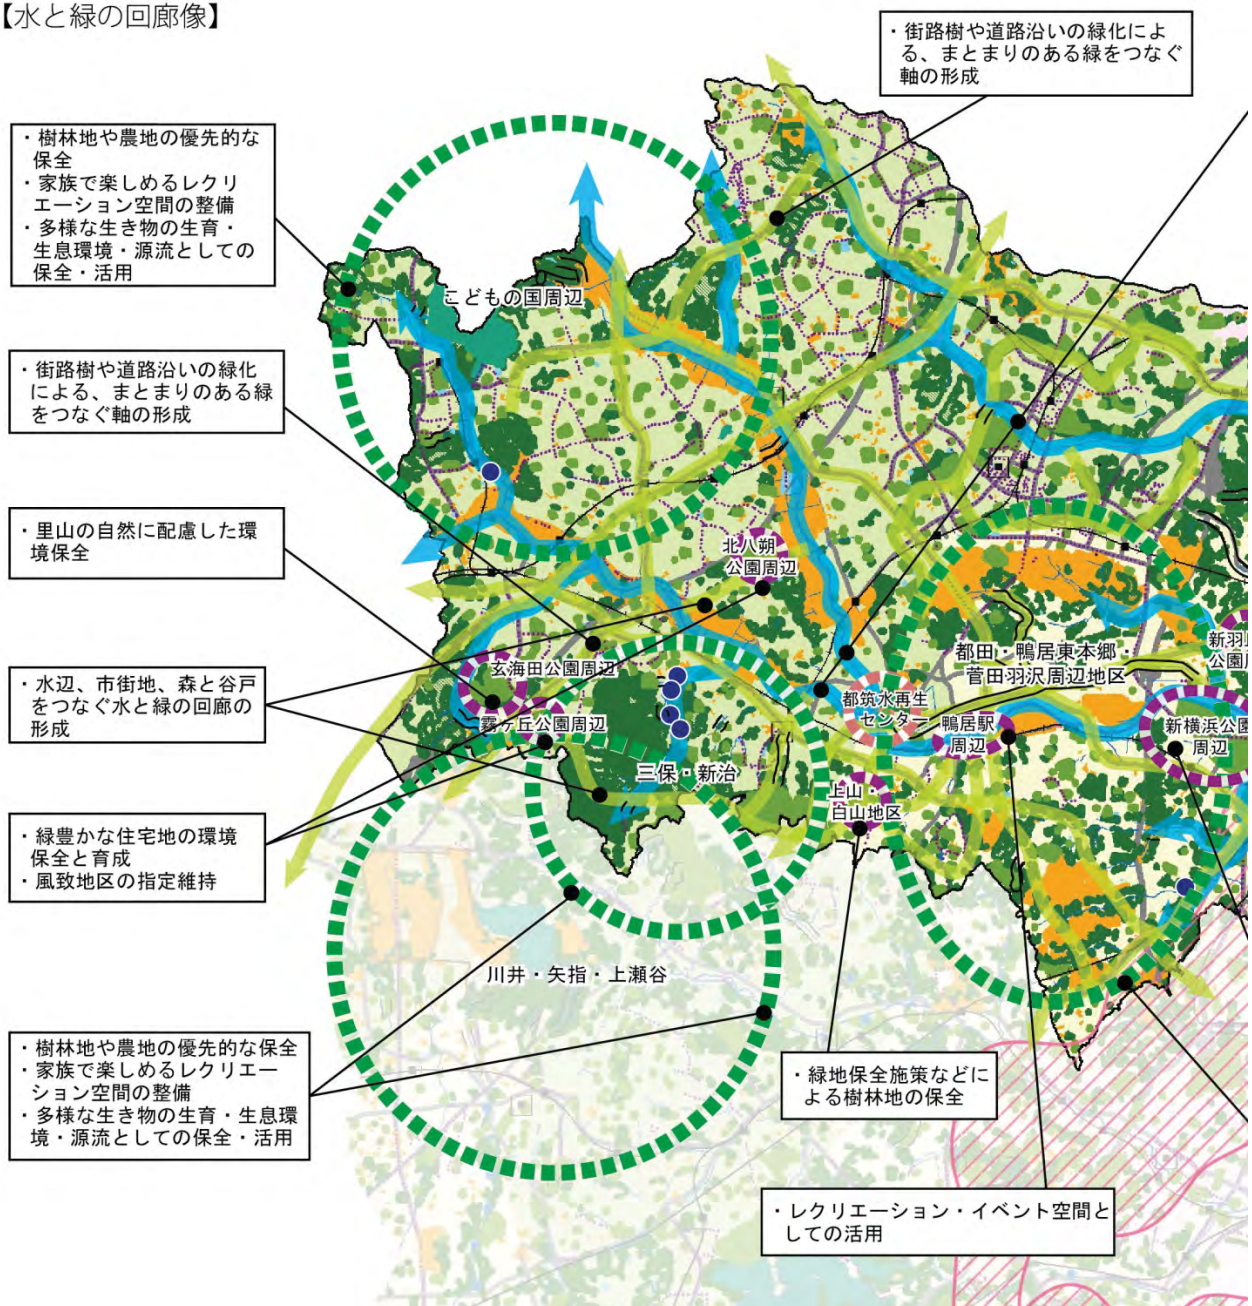 【水と緑の回廊像】
・街路樹や道路沿いの緑化によ
る、まとまりのある緑をつなぐ
軸の形成
・樹林地や農地の優先的な
保全
・家族で楽しめるレクリ
エーション空間の整備
・多様な生き物の生育・
生息環境・源流としての
保全・活用
こどもの国周辺
・街路樹や道路沿いの緑化
による、まとまりのある緑
をつなぐ軸の形成
・里山の自然に配慮した環
境保全
北八朔
公園周辺
・水辺、市街地、森と谷戸
をつなぐ水と緑の回廊の
形成
玄海田公園周辺
霧ヶ丘公園周辺
三保・新治
都田・鴨居東本郷・
菅田羽沢周辺地区
都筑水再生
センター
鴨居駅
周辺
新羽丘
公園周
新横浜公園
周辺
上山・
白山地区
・緑豊かな住宅地の環境
保全と育成
・風致地区の指定維持
川井・矢指・上瀬谷
・樹林地や農地の優先的な保全
・家族で楽しめるレクリエー
ション空間の整備
・多様な生き物の生育・生息環
境・源流としての保全・活用
・緑地保全施策などに
よる樹林地の保全
・レクリエーション・イベント空間と
しての活用